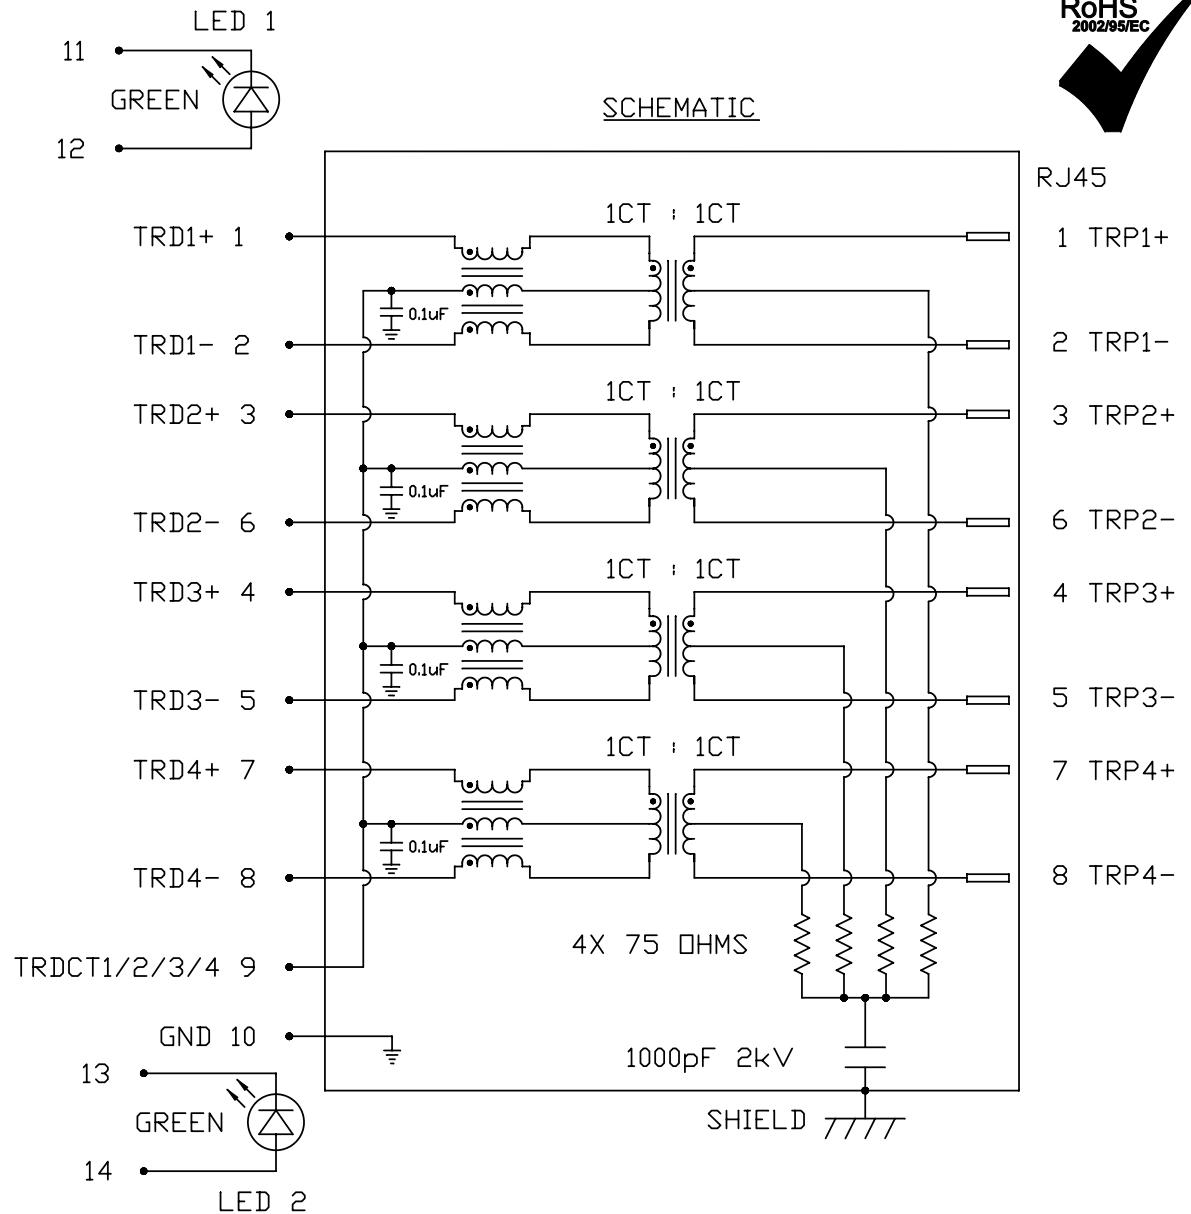 LED 1
RoHS
2002/95/EC
11
GREEN
12
SCHEMATIC
RJ45
1CT : 1CT
TRD1+ 1
1 TRP1+
0.1uF
TRD1- 2
2 TRP1-
1CT : 1CT
TRD2+ 3
3 TRP2+
0.1uF
TRD2- 6
6 TRP2-
1CT : 1CT
TRD3+ 4
4 TRP3+
0.1uF
TRD3- 5
5 TRP3-
1CT : 1CT
TRD4+ 7
7 TRP4+
0.1uF
TRD4- 8
8 TRP4-
4X 75 OHMS
TRDCT1/2/3/4 9
GND 10
1000pF 2kV
13
GREEN
SHIELD
14
LED 2